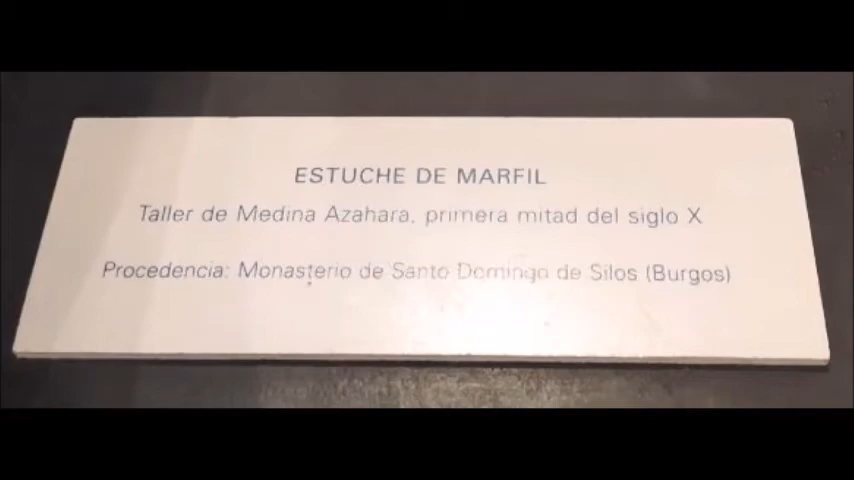 ESTUCHE DE MARFIL
Taller de Medina Azahara, primera mitad del siglo X
Procedencia: Monasterio de Santo Domingo de Silos (Burgos)